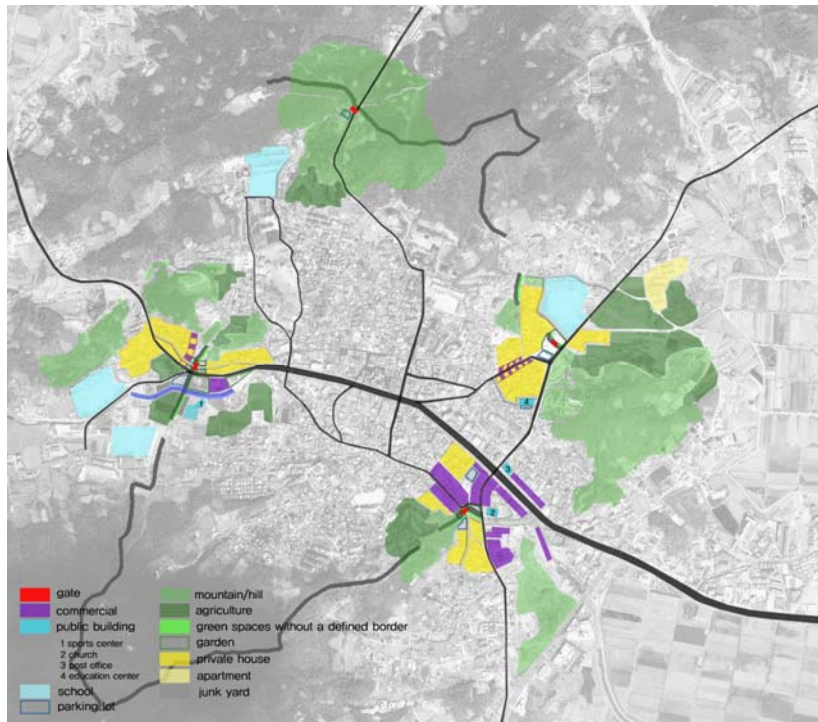 3
4
1
2
gate
commercial
public building
1 sports center
2 church
3 post office
4 education center
school
parking lot
mountain/hill
agriculture
green spaces without a defined border
garden
private house
apartment
junk yard